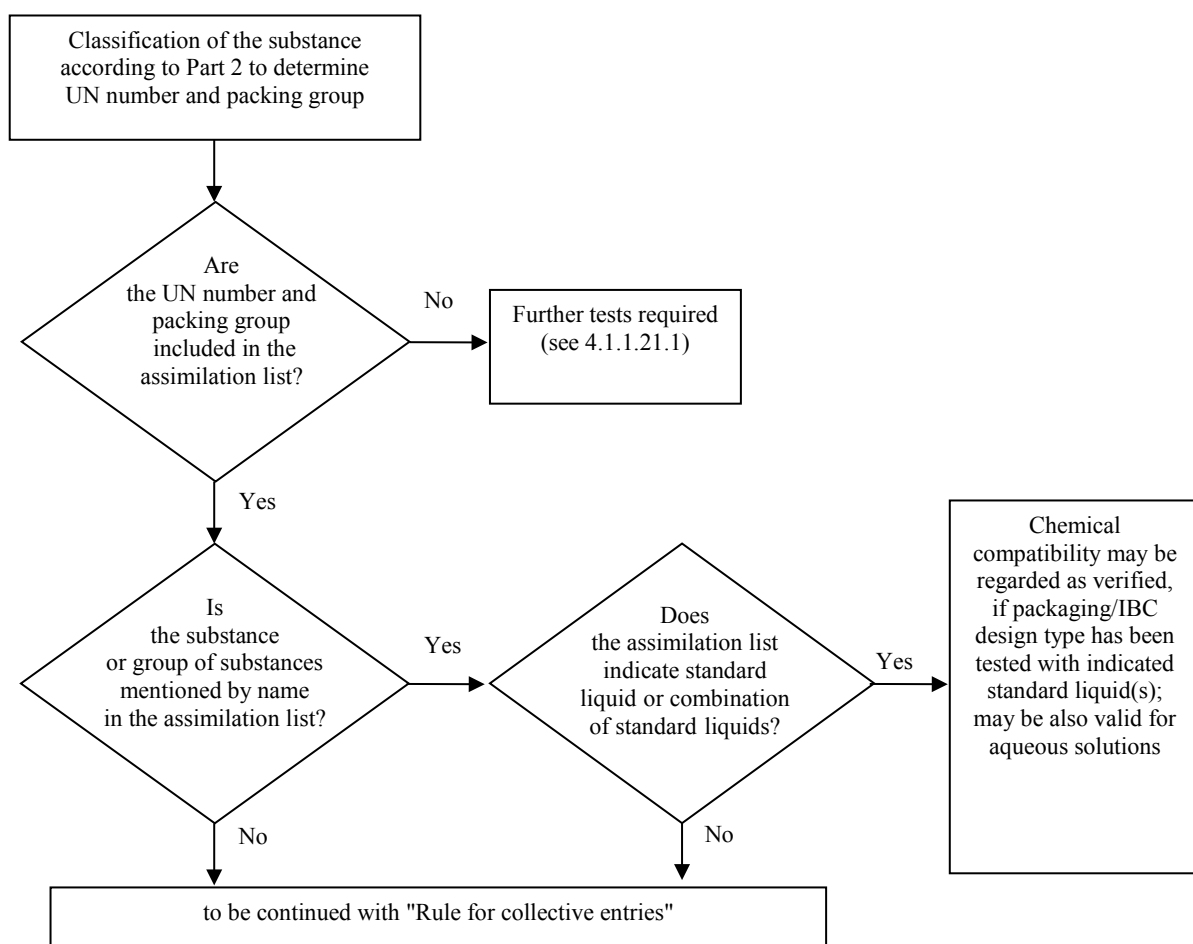 Classification of the substance
according to Part 2 to determine
UN number and packing group
Are
the UN number and
packing group
included in the
assimilation list?
No
Further tests required
(see 4.1.1.21.1)
Yes
Is
the substance
or group of substances
mentioned by name
in the assimilation list?
Yes
Does
the assimilation list
indicate standard
liquid or combination
of standard liquids?
Yes
Chemical
compatibility may be
regarded as verified,
if packaging/IBC
design type has been
tested with indicated
standard liquid(s);
may be also valid for
aqueous solutions
No
No
to be continued with "Rule for collective entries"